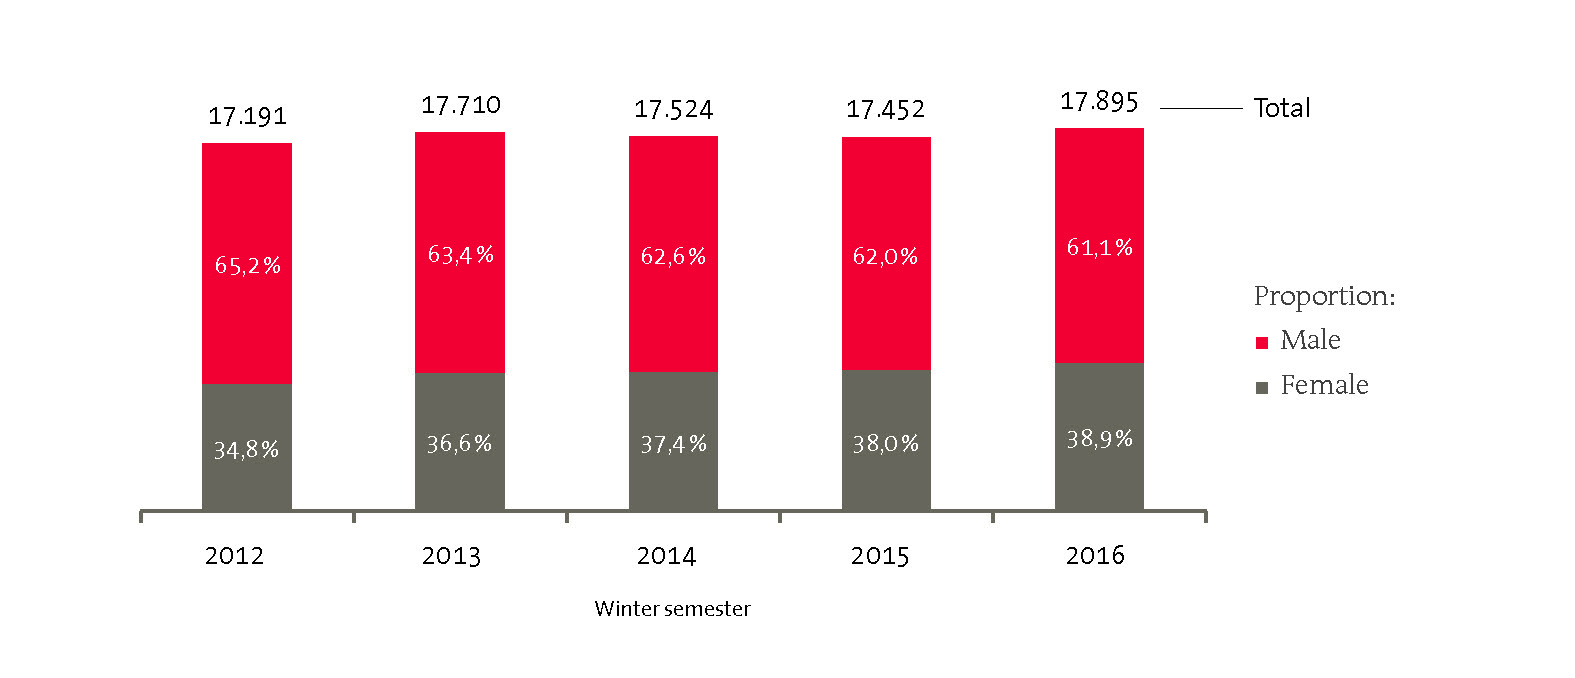 17.191 17.710 17.524 17.452 17.895 Total
65,2% 63,4% 62,6% 62,0% 61,1%
Proportion:
Male
Female
34,8% 36,6% 37,4% 38,0% 38,9%
2012 2013 2014 2015 2016
Winter semester